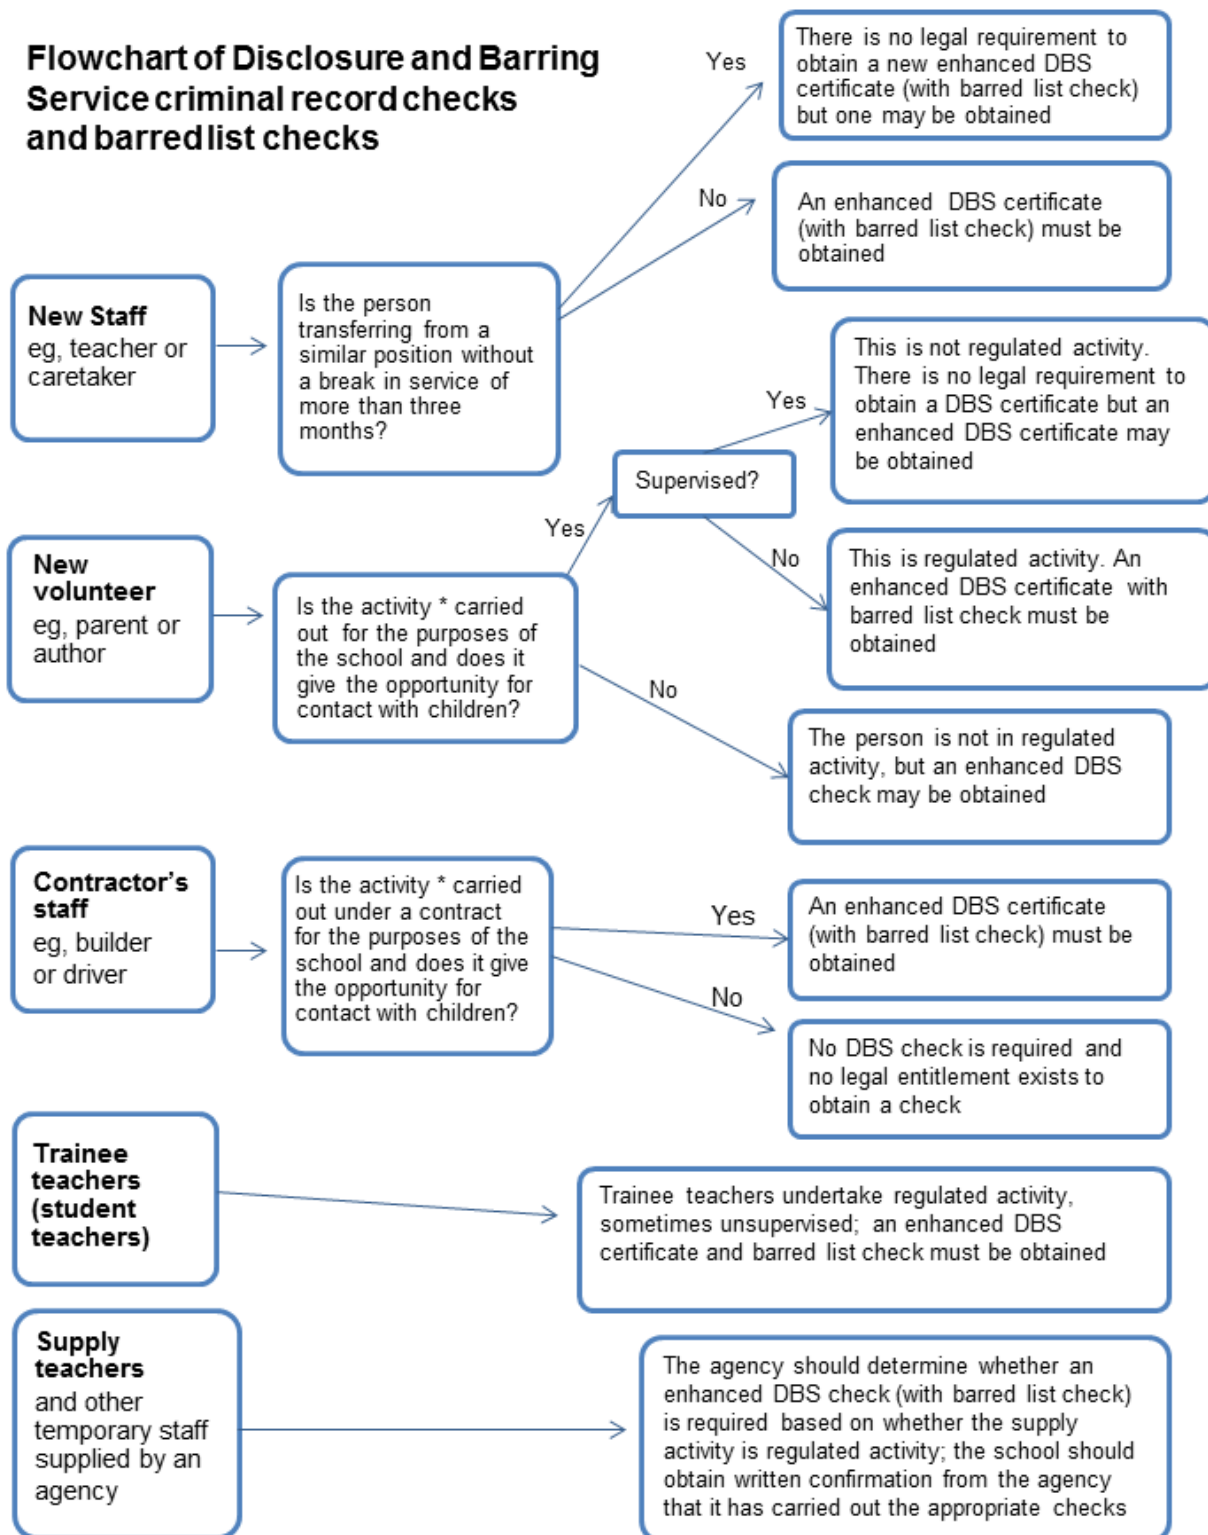 Flowchart of Disclosure and Barring
Service criminal record checks
and barred list checks
Yes
There is no legal requirement to
obtain a new enhanced DBS
certificate (with barred list check)
but one may be obtained
No
An enhanced DBS certificate
(with barred list check) must be
obtained
New Staff
eg, teacher or
caretaker
Is the person
transferring from a
similar position without
a break in service of
more than three
months?
This is not regulated activity.
There is no legal requirement to
obtain a DBS certificate but an
enhanced DBS certificate may
be obtained
Yes
Supervised?
Yes
No
This is regulated activity. An
enhanced DBS certificate with
barred list check must be
obtained
New
volunteer
eg, parent or
author
Is the activity * carried
out for the purposes of
the school and does it
give the opportunity for
contact with children?
No
The person is not in regulated
activity, but an enhanced DBS
check may be obtained
Contractor's
staff
eg, builder
or driver
Is the activity * carried
out under a contract
for the purposes of the
school and does it give
the opportunity for
contact with children?
Yes
An enhanced DBS certificate
(with barred list check) must be
obtained
No
No DBS check is required and
no legal entitlement exists to
obtain a check
Trainee
teachers
(student
teachers)
Trainee teachers undertake regulated activity,
sometimes unsupervised; an enhanced DBS
certificate and barred list check must be obtained
Supply
teachers
and other
temporary staff
supplied by an
agency
The agency should determine whether an
enhanced DBS check (with barred list check)
is required based on whether the supply
activity is regulated activity; the school should
obtain written confirmation from the agency
that it has carried out the appropriate checks